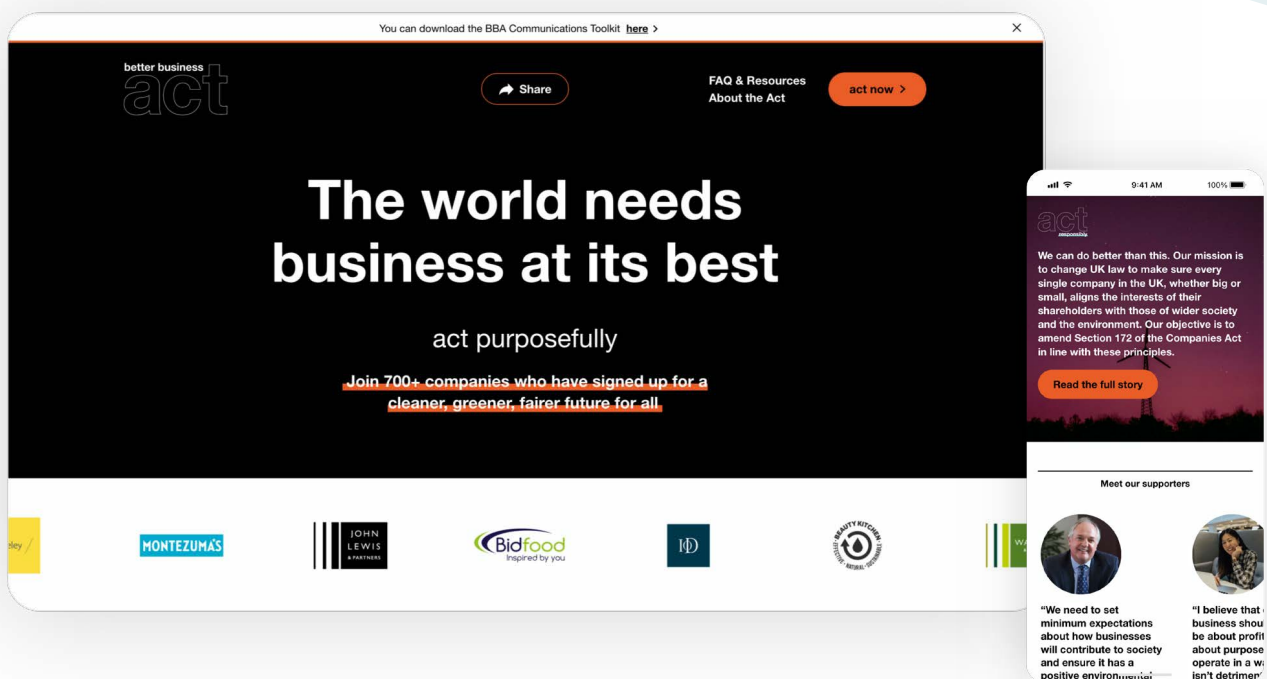 You can download the BBA Communications Toolkit here >
better business
act
Share
FAQ & Resources
About the Act
act now >
The world needs
business at its best
act purposefully
Join 700+ companies who have signed up for a
cleaner, greener, fairer future for all
MONTEZUMA'S
JOHN
LEWIS
& PARTNERS
Bidfood
Inspired by you
IOD
BEAUTY KITCHEN
EFFECTIVE · NATURAL · SUSTAINABLE
9:41 AM
100%
act
responsibly.
We can do better than this. Our mission is
to change UK law to make sure every
single company in the UK, whether big or
small, aligns the interests of their
shareholders with those of wider society
and the environment. Our objective is to
amend Section 172 of the Companies Act
in line with these principles.
Read the full story
Meet our supporters
“We need to set
minimum expectations
about how businesses
will contribute to society
and ensure it has a
positive environmental
“I believe that
business
be about profit
about purpose
operate in a
isn't